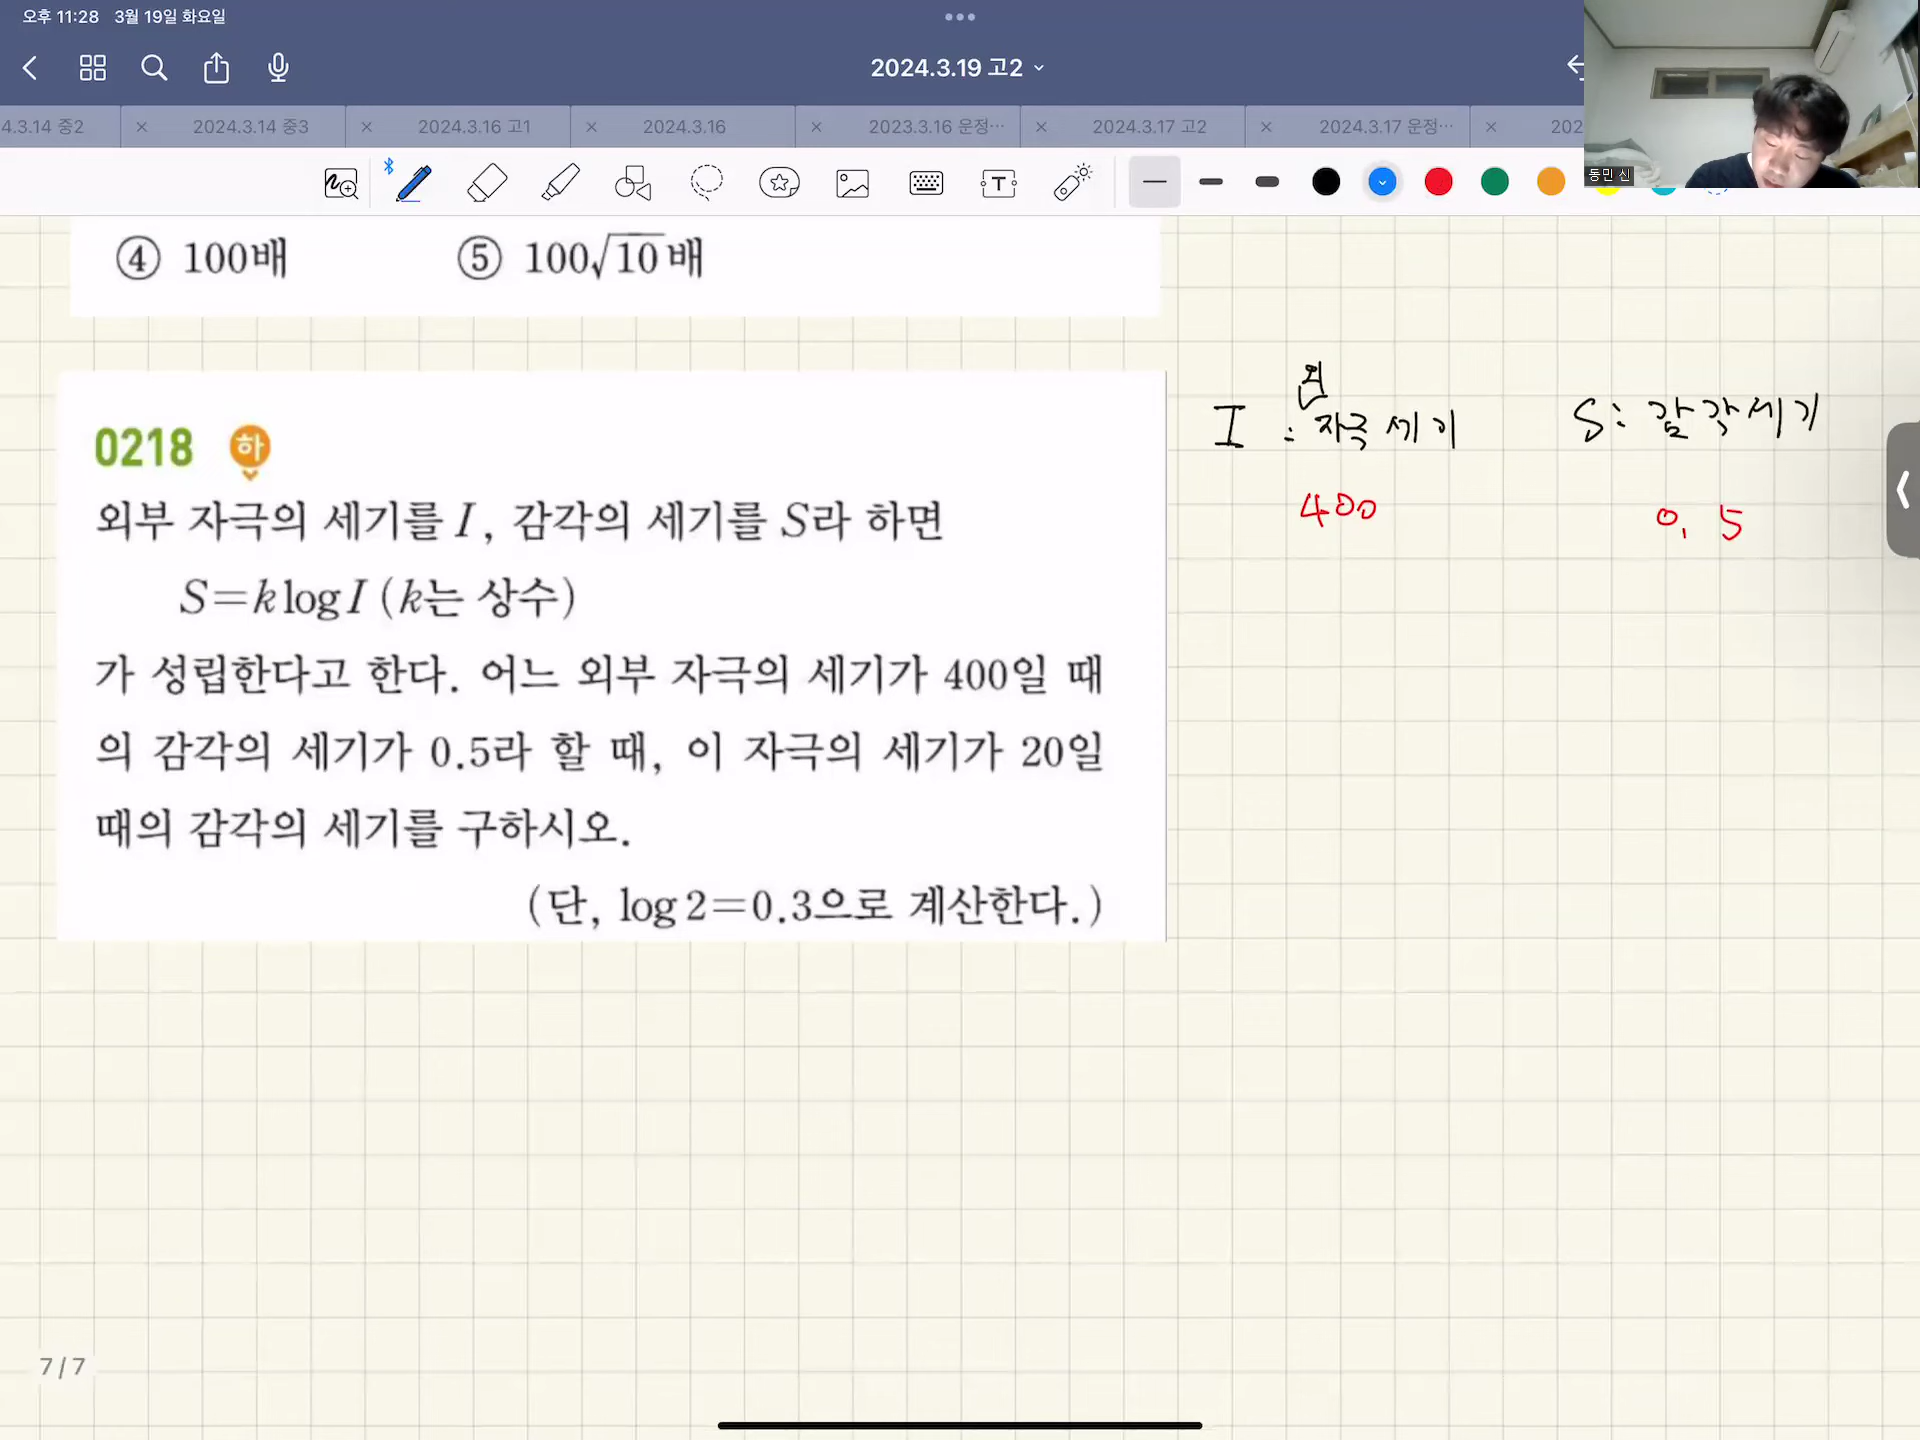 오후 11:28 3월 19일 화요일
2024.3.19 고2
4.3.14 중2
2024.3.14 중3
2024.3.16 고1
2024.3.16
2023.3.16 운정…
2024.3.17 고2
2024.3.17 운정…
202
동민 신
④ 100배 ⑤ 100√10배
0218 하
외부 자극의 세기를 I, 감각의 세기를 S라 하면
S=klogI (k는 상수)
가 성립한다고 한다. 어느 외부 자극의 세기가 400일 때
의 감각의 세기가 0.5라 할 때, 이 자극의 세기가 20일
때의 감각의 세기를 구하시오.
(단, log2=0.3으로 계산한다.)
I : 자극 세기
S: 감각세기
400
0.5
7/7